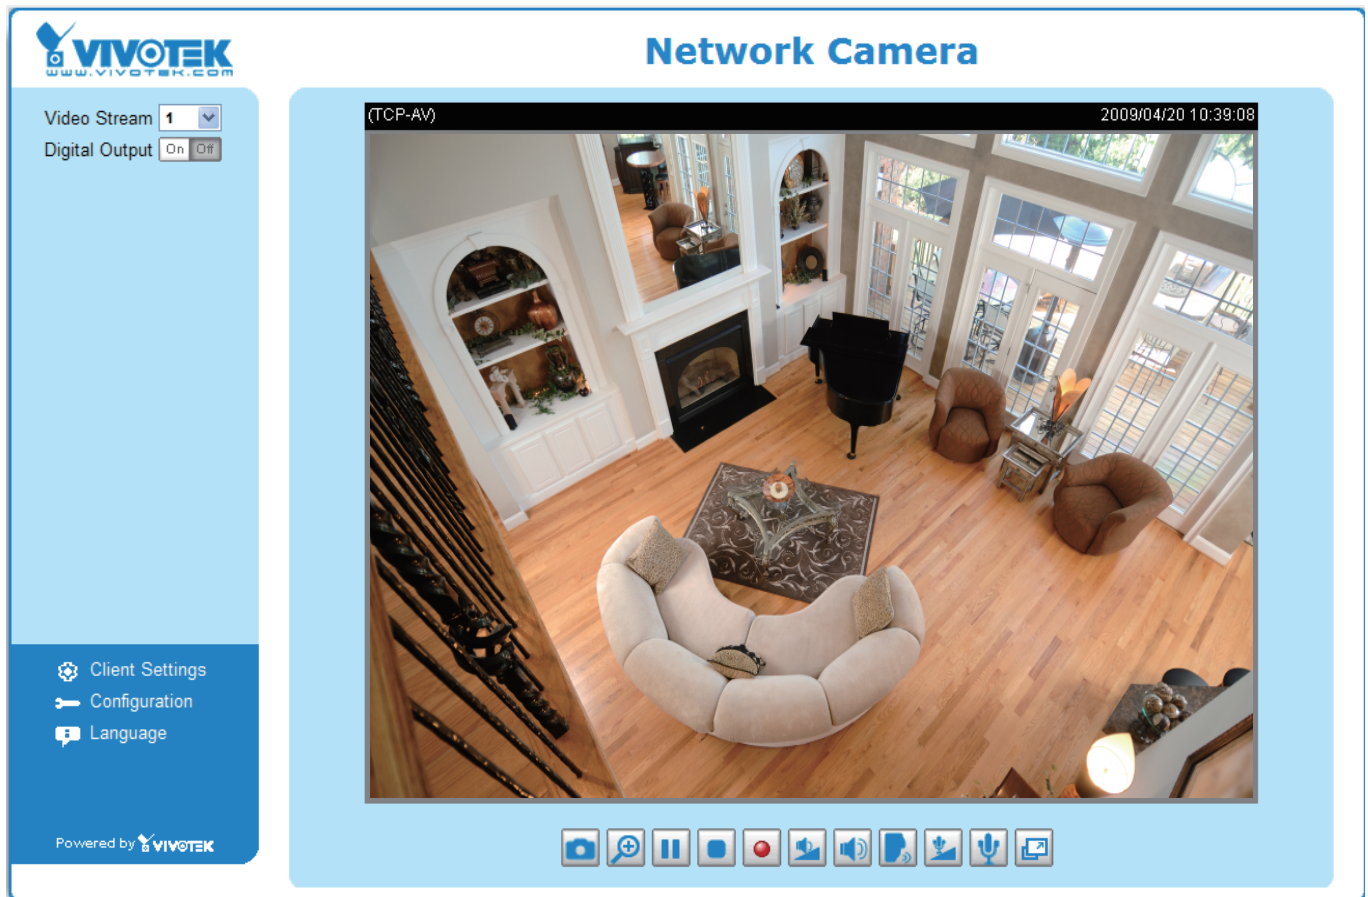 VIVOTEK
www.vivotek.com
Network Camera
Video Stream 1
Digital Output On Off
(TCP-AV) 2009/04/20 10:39:08
Client Settings
Configuration
Language
Powered by VIVOTEK